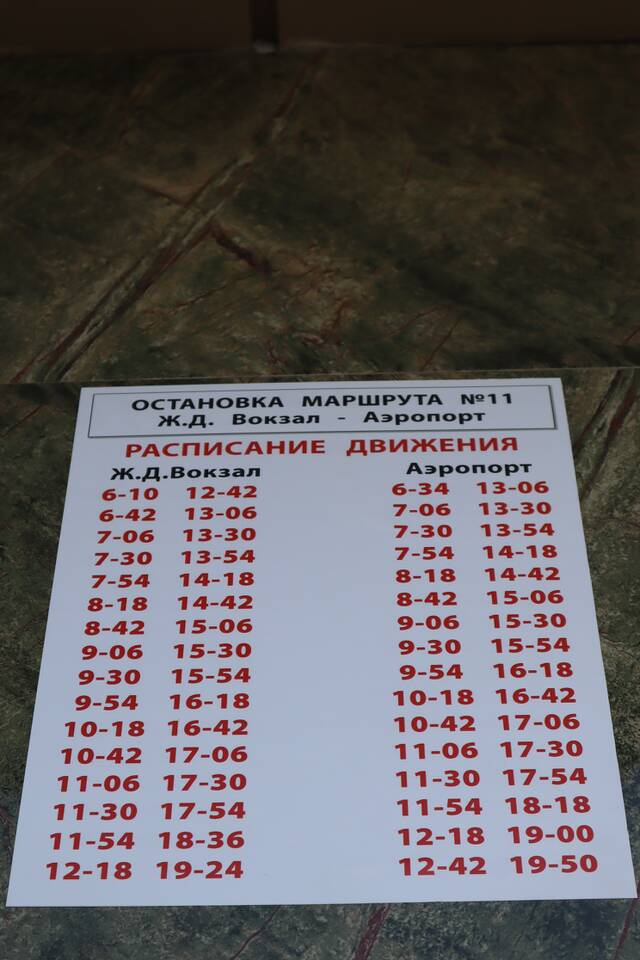 ОСТАНОВКА МАРШРУТА №11
Ж.Д. Вокзал - Аэропорт
РАСПИСАНИЕ ДВИЖЕНИЯ
Ж.Д.Вокзал Аэропорт
6-10 12-42 6-34 13-06
6-42 13-06 7-06 13-30
7-06 13-30 7-30 13-54
7-30 13-54 7-54 14-18
7-54 14-18 8-18 14-42
8-18 14-42 8-42 15-06
8-42 15-06 9-06 15-30
9-06 15-30 9-30 15-54
9-30 15-54 9-54 16-18
9-54 16-18 10-18 16-42
10-18 16-42 10-42 17-06
10-42 17-06 11-06 17-30
11-06 17-30 11-30 17-54
11-30 17-54 11-54 18-18
11-54 18-36 12-18 19-00
12-18 19-24 12-42 19-50